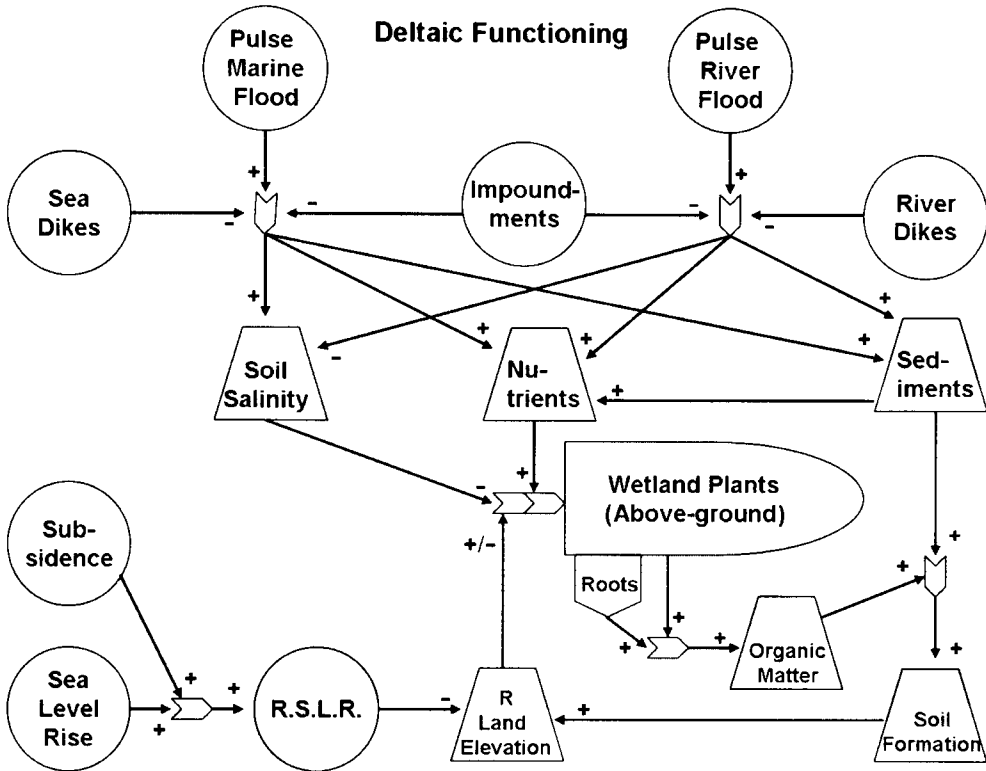 Deltaic Functioning
Pulse
Marine
Flood
Pulse
River
Flood
+
+
Sea
Dikes
-
-
Impound-
ments
-
-
River
Dikes
+
-
+
+
+
+
Soil
Salinity
Nu-
trients
+
Sed-
iments
-
+
+/-
Wetland Plants
(Above-ground)
Sub-
sidence
+
+
Roots
+
+
+
Organic
Matter
+
Sea
Level
Rise
+
+
+
R.S.L.R.
-
R
Land
Elevation
+
Soil
Formation